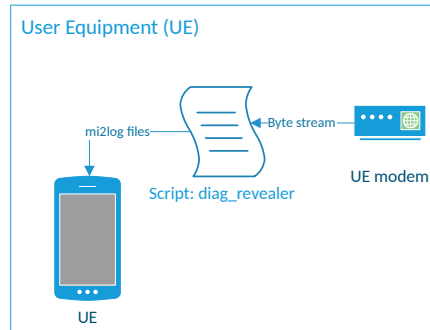 User Equipment (UE)
mi2log files
Byte stream
Script: diag_revealer
UE modem
UE